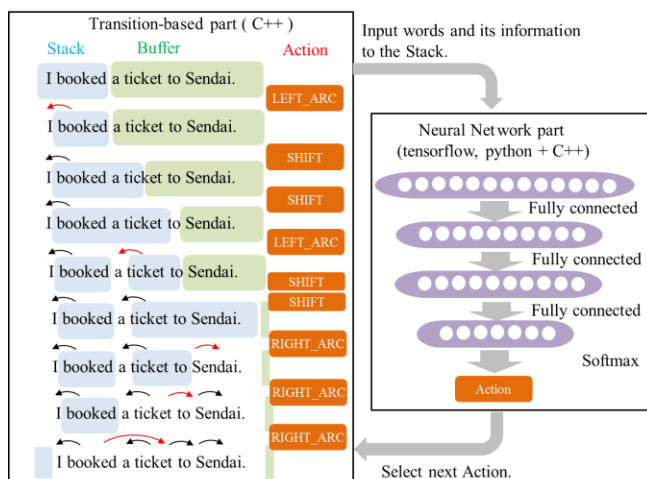 Transition-based part ( C++ )
Stack Buffer Action
I booked a ticket to Sendai.
LEFT_ARC
I booked a ticket to Sendai.
SHIFT
I booked a ticket to Sendai.
SHIFT
I booked a ticket to Sendai.
LEFT_ARC
I booked a ticket to Sendai.
SHIFT
SHIFT
I booked a ticket to Sendai.
RIGHT_ARC
I booked a ticket to Sendai.
RIGHT_ARC
I booked a ticket to Sendai.
RIGHT_ARC
I booked a ticket to Sendai.
Input words and its information
to the Stack.
Neural Network part
(tensorflow, python + C++)
Fully connected
Fully connected
Fully connected
Softmax
Action
Select next Action.